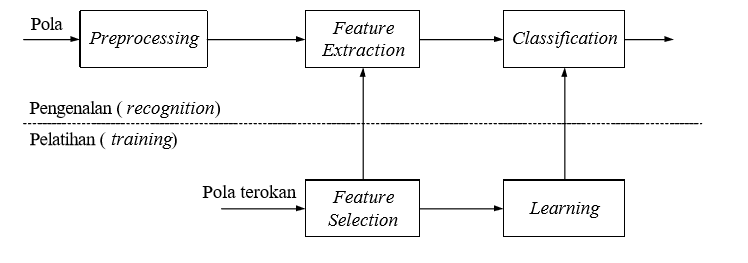 Pola
Preprocessing
Feature
Extraction
Classification
Pengenalan ( recognition)
Pelatihan ( training)
Pola terokan
Feature
Selection
Learning